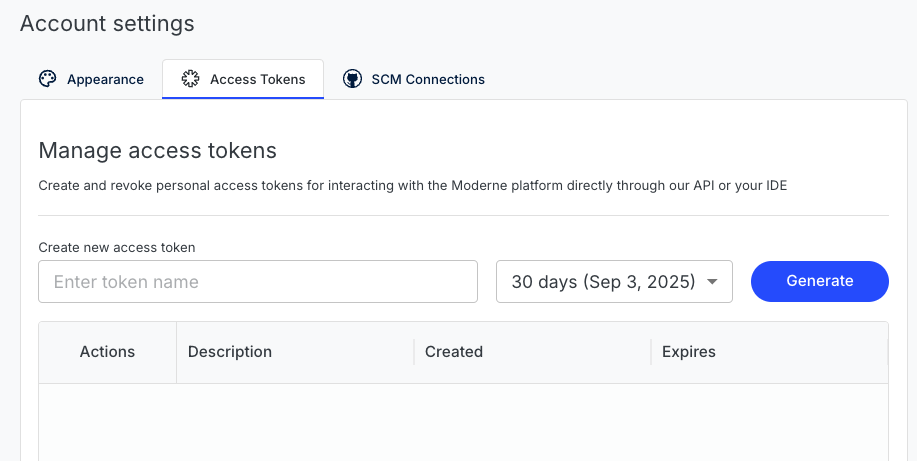 Account settings
Appearance
Access Tokens
SCM Connections
Manage access tokens
Create and revoke personal access tokens for interacting with the Moderne platform directly through our API or your IDE
Create new access token
Enter token name
30 days (Sep 3, 2025)
Generate
Actions
Description
Created
Expires